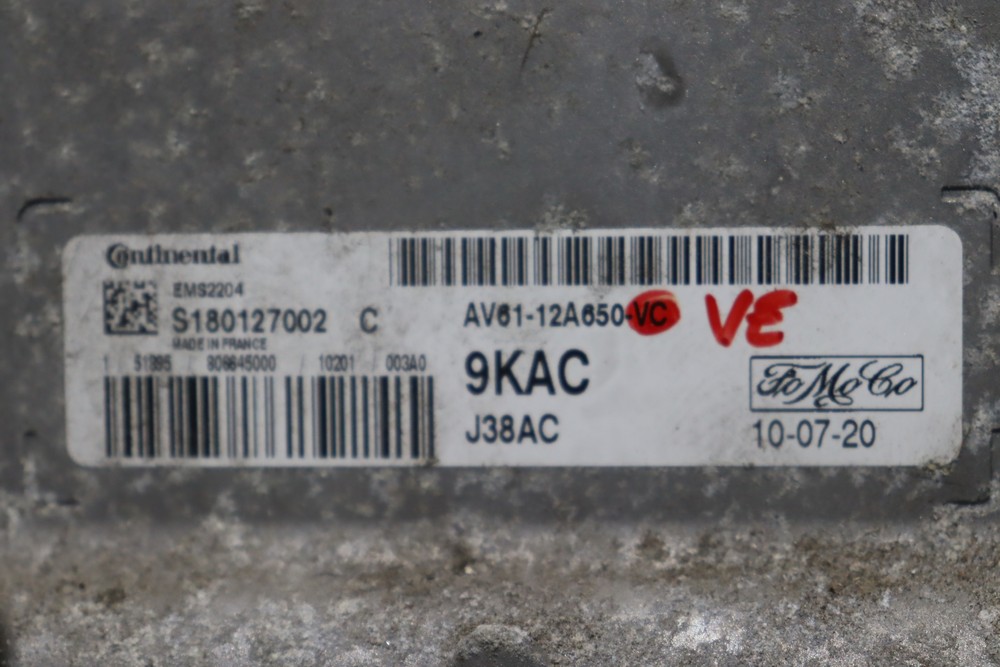 Continental
EMS2204
S180127002 C
MADE IN FRANCE
1 51895 808645000 / 10201 003A0
AV61-12A650-VC VE
9KAC
J38AC
FoMoCo
10-07-20